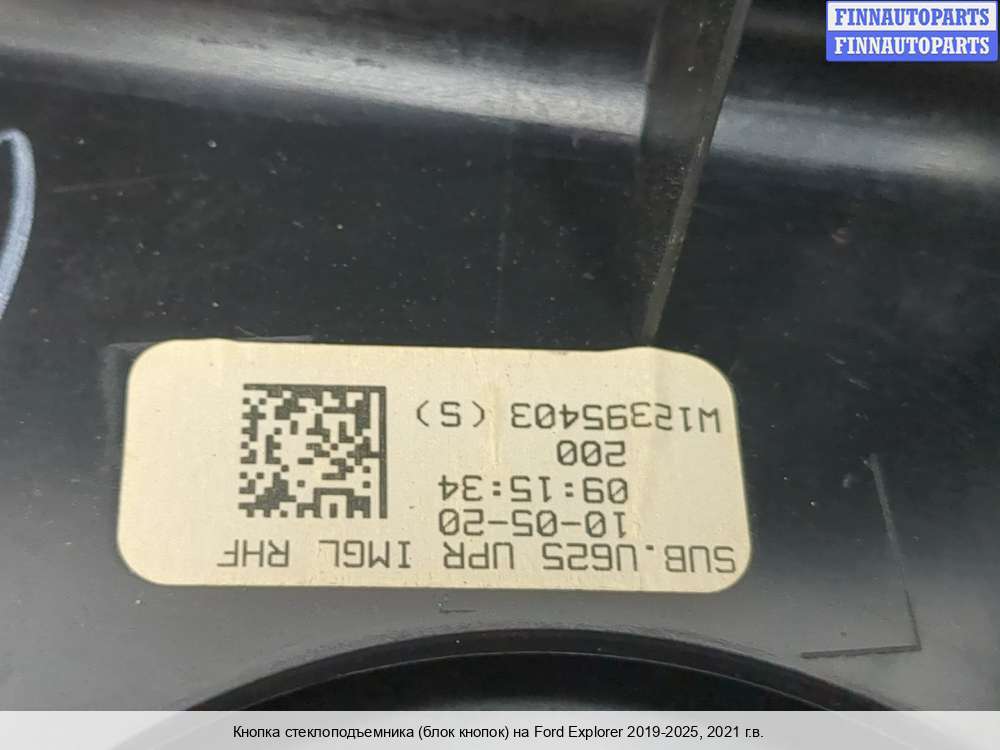 FINNAUTOPARTS
FINNAUTOPARTS
SUB.U625 UPR IMGL RHF
10-05-20
09:15:34
200
W12395403 (S)
Кнопка стеклоподъемника (блок кнопок) на Ford Explorer 2019-2025, 2021 г.в.